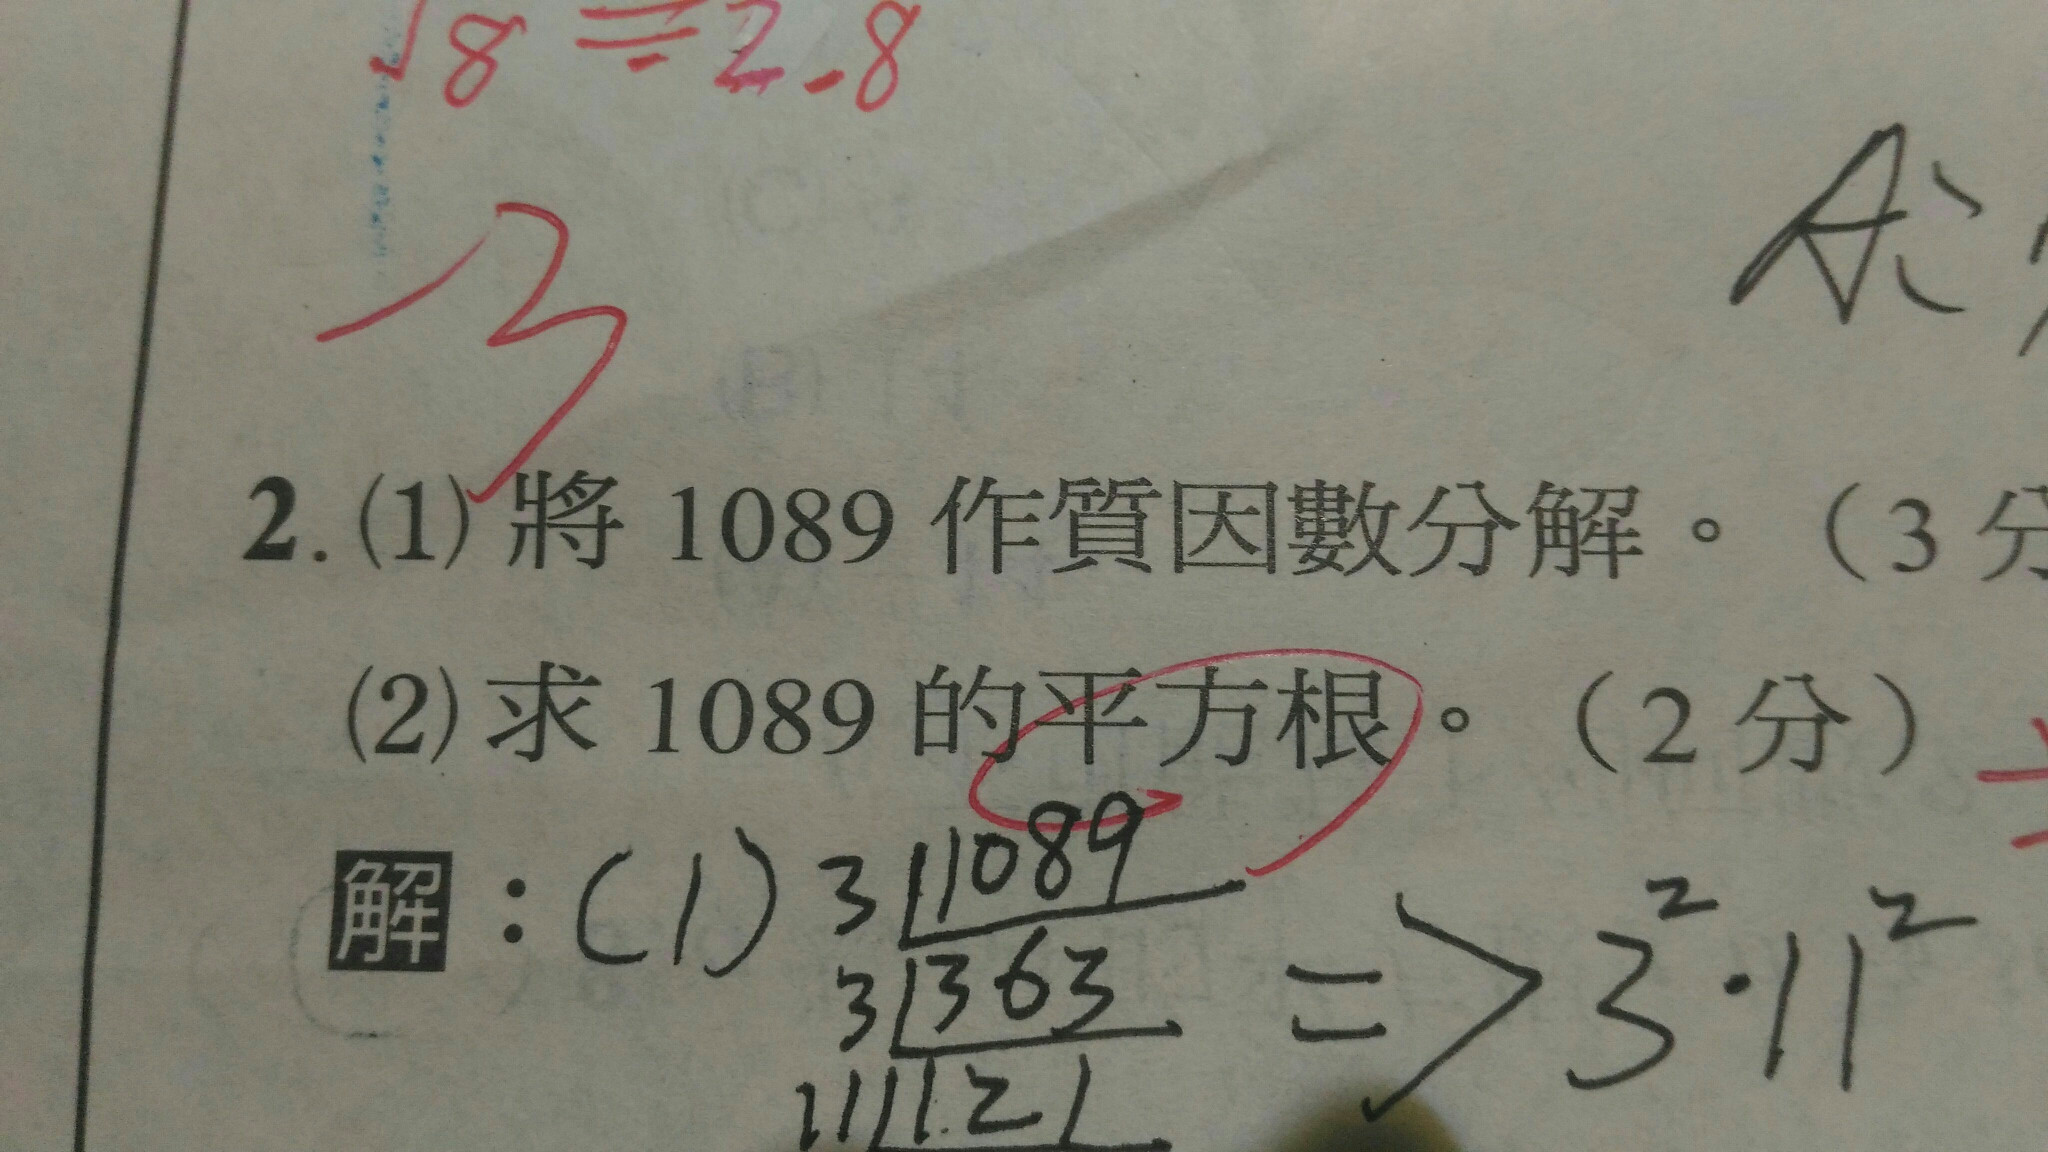 √8 ≒ 2.8
A:
2. (1) 將 1089 作質因數分解。（3 分
(2) 求 1089 的平方根。（2 分）
解：(1) 3 | 1089
3 | 363 => 3²·11²
11 | 121